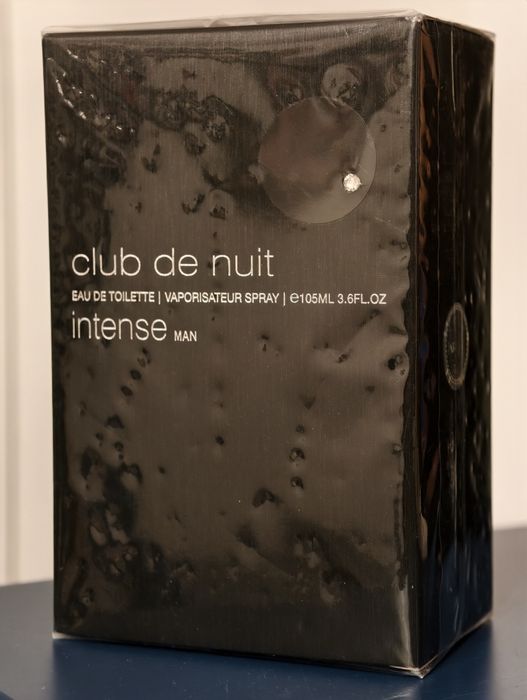 club de nuit
EAU DE TOILETTE | VAPORISATEUR SPRAY | ℮105ML 3.6FL.OZ
intense MAN